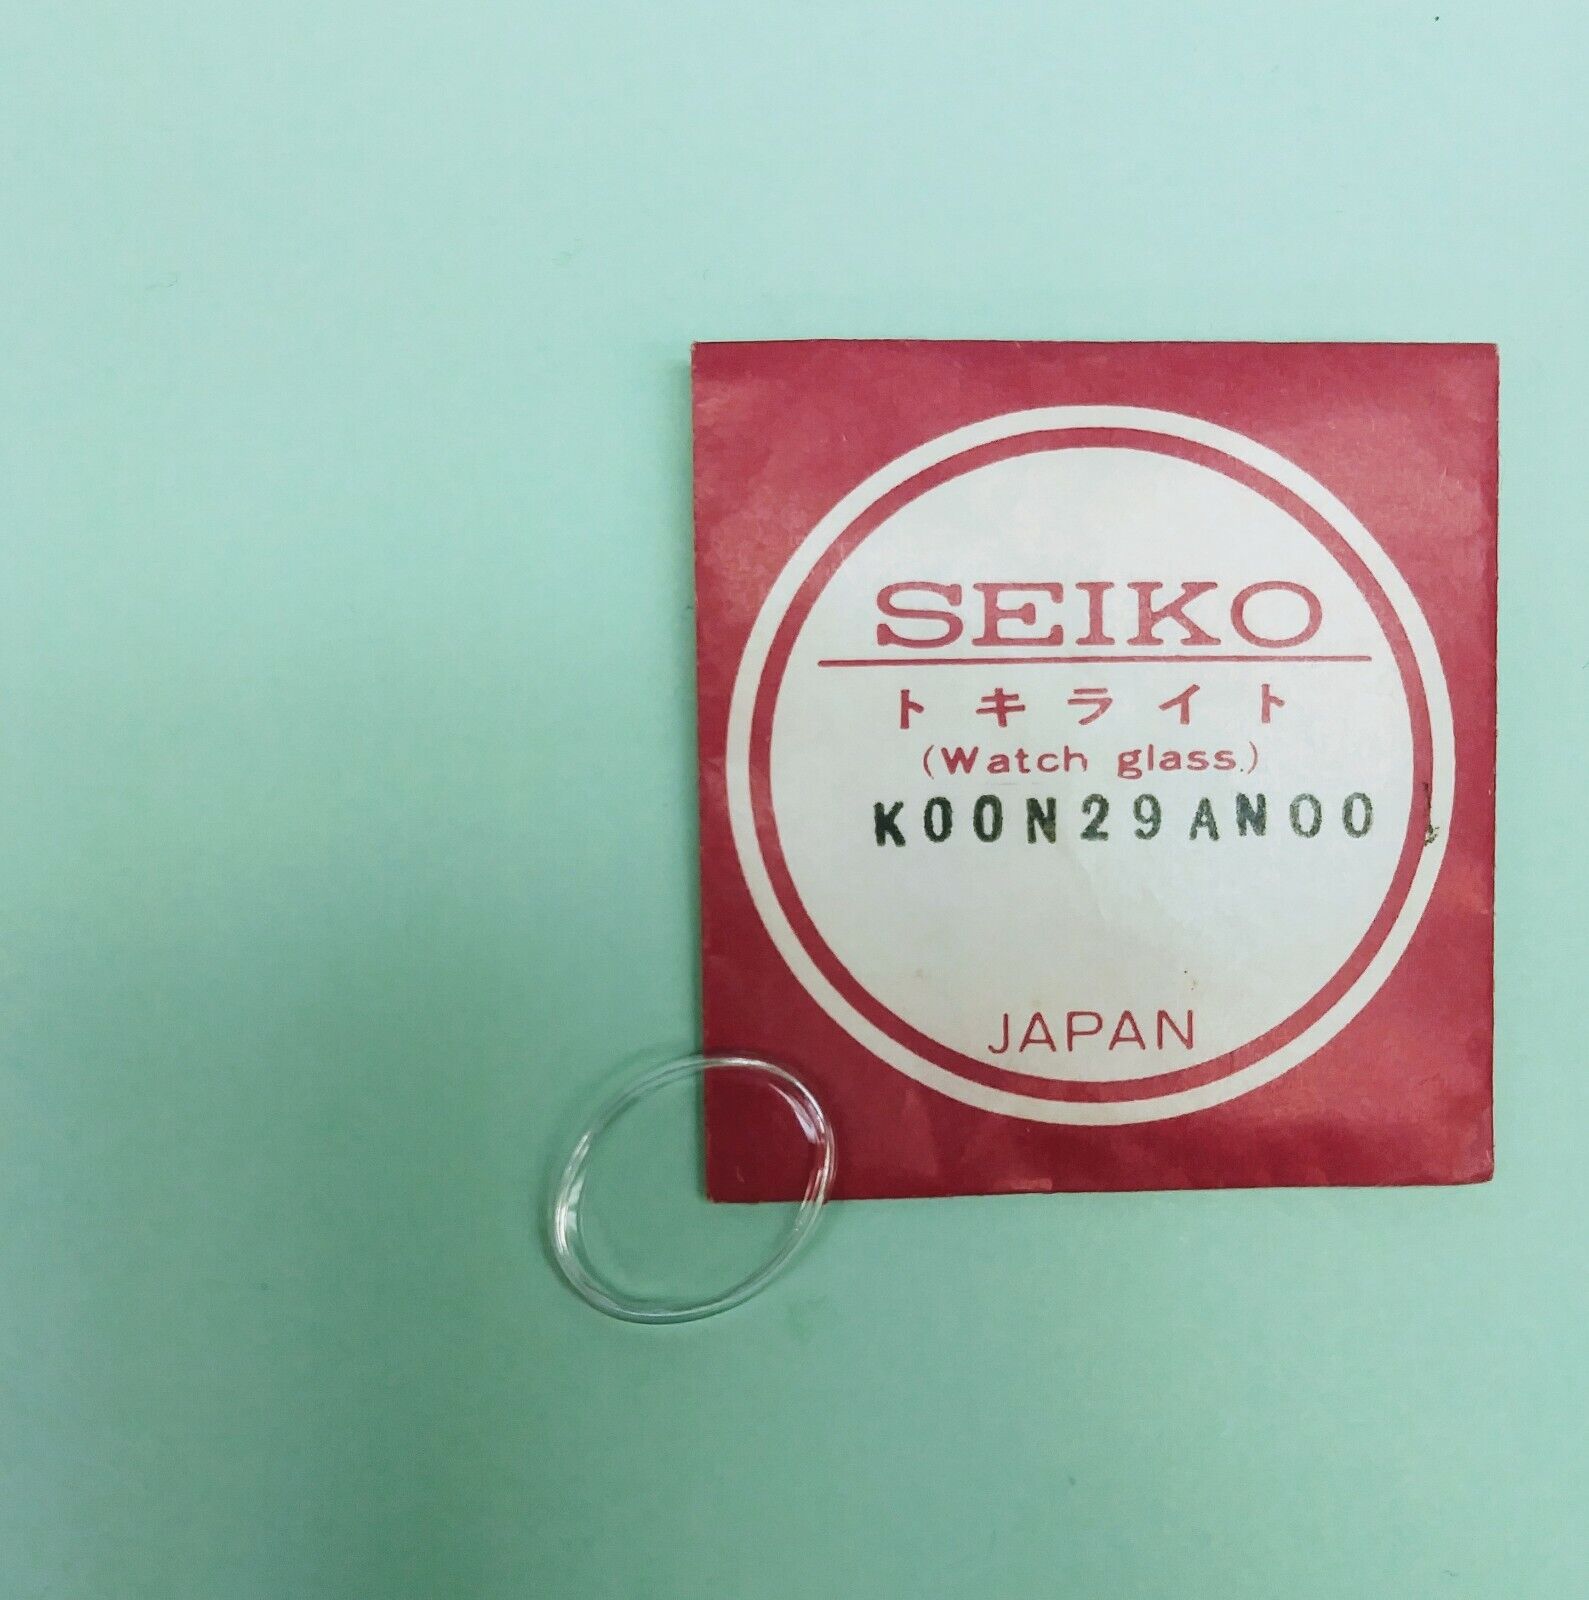 SEIKO
トキライト
(Watch glass.)
K00N29AN00
JAPAN